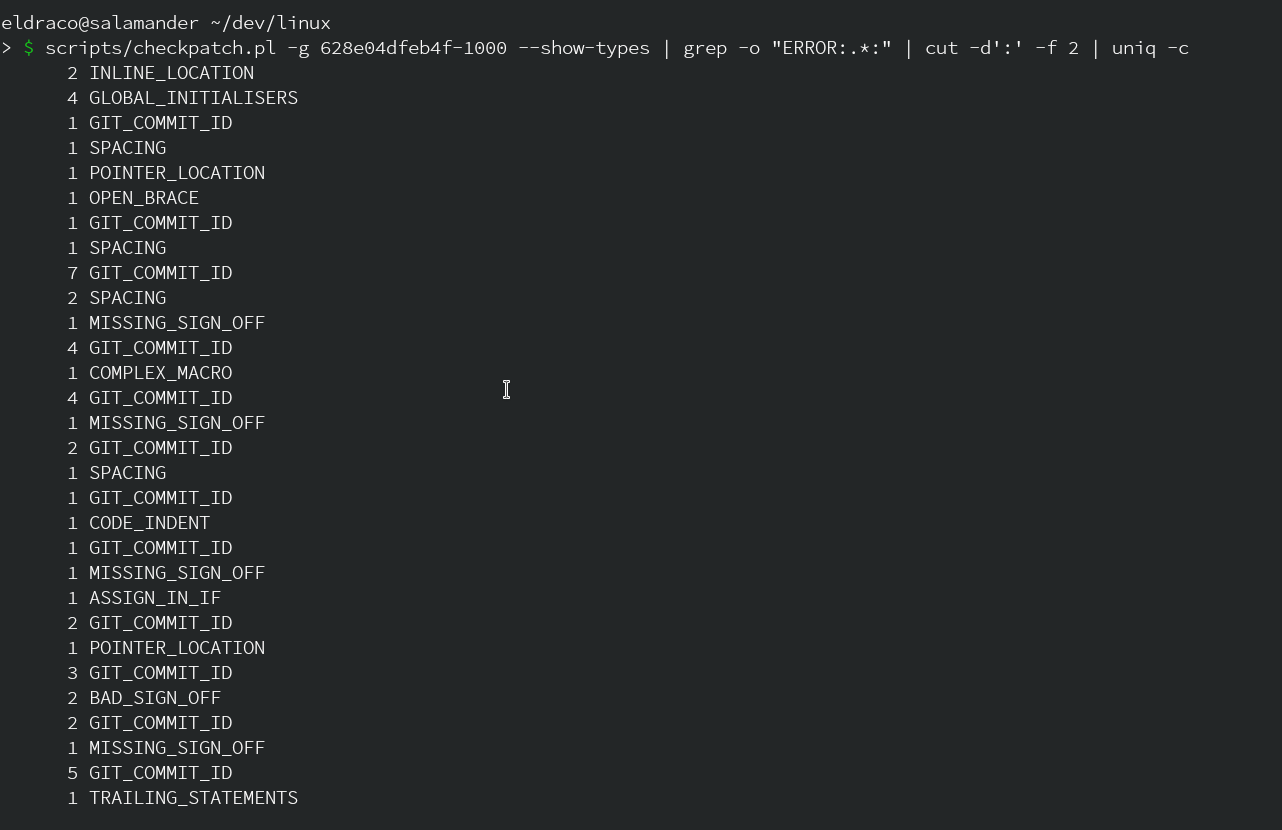 eldraco@salamander ~/dev/linux
> $ scripts/checkpatch.pl -g 628e04dfeb4f-1000 --show-types | grep -o "ERROR:.*:" | cut -d':' -f 2 | uniq -c
2 INLINE_LOCATION
4 GLOBAL_INITIALISERS
1 GIT_COMMIT_ID
1 SPACING
1 POINTER_LOCATION
1 OPEN_BRACE
1 GIT_COMMIT_ID
1 SPACING
7 GIT_COMMIT_ID
2 SPACING
1 MISSING_SIGN_OFF
4 GIT_COMMIT_ID
1 COMPLEX_MACRO
4 GIT_COMMIT_ID
1 MISSING_SIGN_OFF
2 GIT_COMMIT_ID
1 SPACING
1 GIT_COMMIT_ID
1 CODE_INDENT
1 GIT_COMMIT_ID
1 MISSING_SIGN_OFF
1 ASSIGN_IN_IF
2 GIT_COMMIT_ID
1 POINTER_LOCATION
3 GIT_COMMIT_ID
2 BAD_SIGN_OFF
2 GIT_COMMIT_ID
1 MISSING_SIGN_OFF
5 GIT_COMMIT_ID
1 TRAILING_STATEMENTS